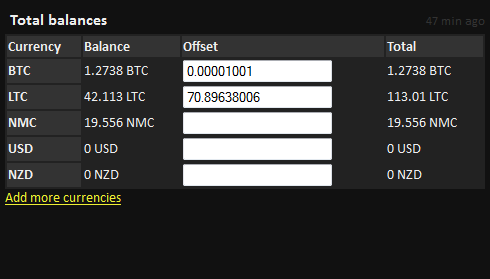 Total balances 47 min ago
Currency Balance Offset Total
BTC 1.2738 BTC 0.00001001 1.2738 BTC
LTC 42.113 LTC 70.89638006 113.01 LTC
NMC 19.556 NMC 19.556 NMC
USD 0 USD 0 USD
NZD 0 NZD 0 NZD
Add more currencies